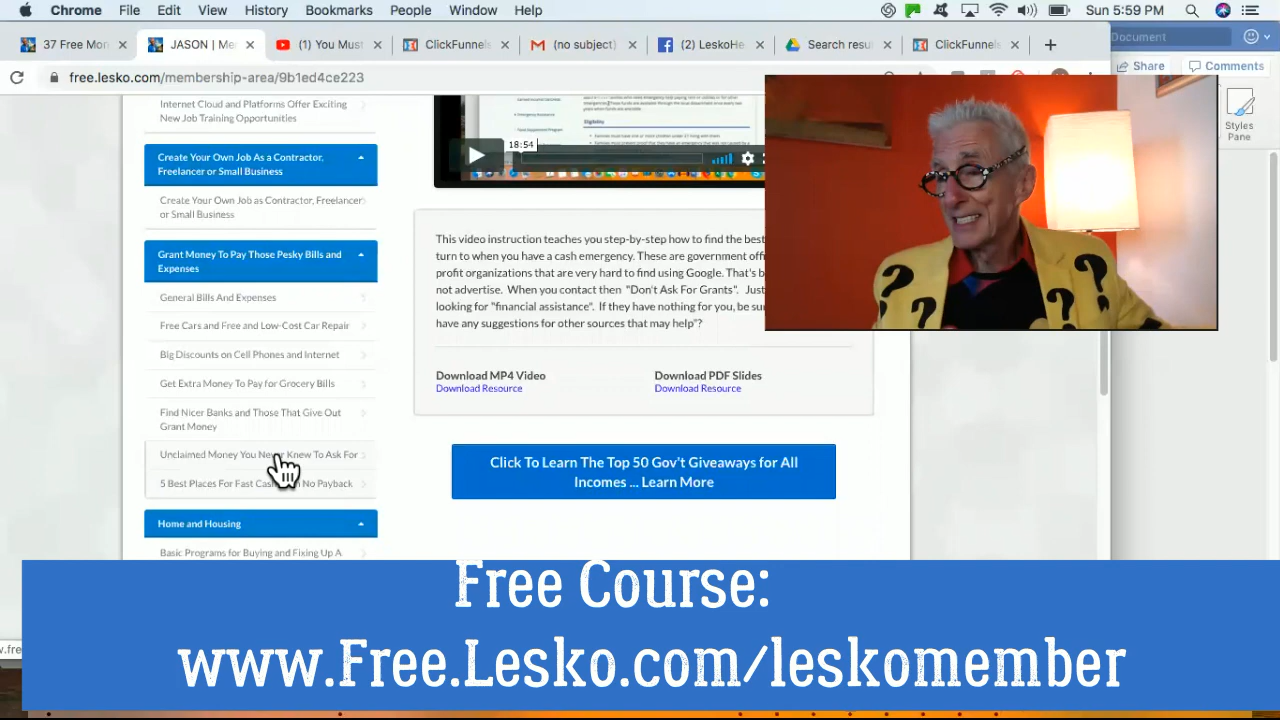 Chrome File Edit View History Bookmarks People Window Help Sun 5:59 PM
37 Free Mon JASON | Me (1) You Must ClickFunnels (no subject) (2) LeskoHe Search resu ClickFunnels Document
free.lesko.com/membership-area/9b1ed4ce223
Share Comments
Styles
Pane
Internet Cloud and Platforms Offer Exciting
New Job Training Opportunities
Create Your Own Job As a Contractor,
Freelancer or Small Business
Create Your Own Job as Contractor, Freelancer
or Small Business
Grant Money To Pay Those Pesky Bills and
Expenses
General Bills And Expenses
Free Cars and Free and Low-Cost Car Repair
Big Discounts on Cell Phones and Internet
Get Extra Money To Pay for Grocery Bills
Find Nicer Banks and Those That Give Out
Grant Money
Unclaimed Money You Never Knew To Ask For
5 Best Places For Fast Cash No Payback
Home and Housing
Basic Programs for Buying and Fixing Up A
Emergency Assistance
Food Supplement Program
Eligibility
18:54
This video instruction teaches you step-by-step how to find the best
turn to when you have a cash emergency. These are government offi
profit organizations that are very hard to find using Google. That's b
not advertise. When you contact then "Don't Ask For Grants". Just
looking for "financial assistance". If they have nothing for you, be su
have any suggestions for other sources that may help"?
Download MP4 Video Download PDF Slides
Download Resource Download Resource
Click To Learn The Top 50 Gov't Giveaways for All
Incomes ... Learn More
? ? ? ?
Free Course:
www.Free.Lesko.com/leskomember